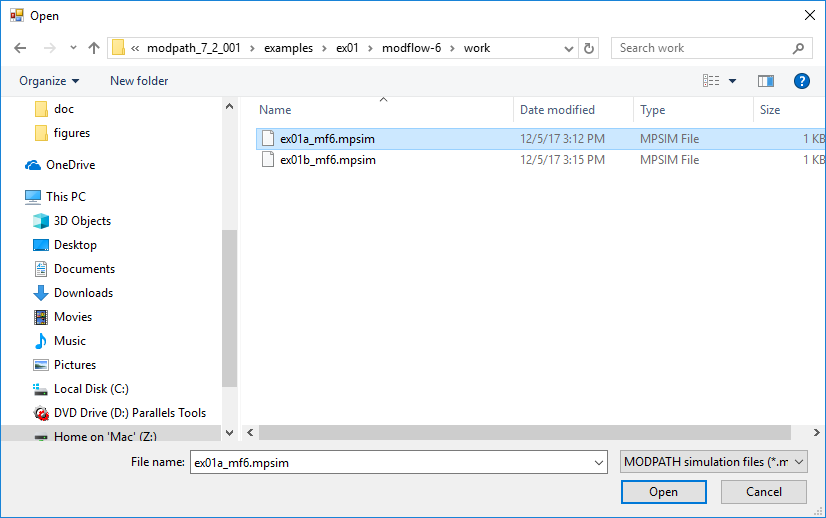 Open
« modpath_7_2_001 > examples > ex01 > modflow-6 > work
Search work
Organize
New folder
doc
figures
OneDrive
This PC
3D Objects
Desktop
Documents
Downloads
Movies
Music
Pictures
Local Disk (C:)
DVD Drive (D:) Parallels Tools
Home on 'Mac' (Z:)
Name Date modified Type Size
ex01a_mf6.mpsim 12/5/17 3:12 PM MPSIM File 1 KB
ex01b_mf6.mpsim 12/5/17 3:15 PM MPSIM File 1 KB
File name: ex01a_mf6.mpsim MODPATH simulation files (*.m
Open Cancel